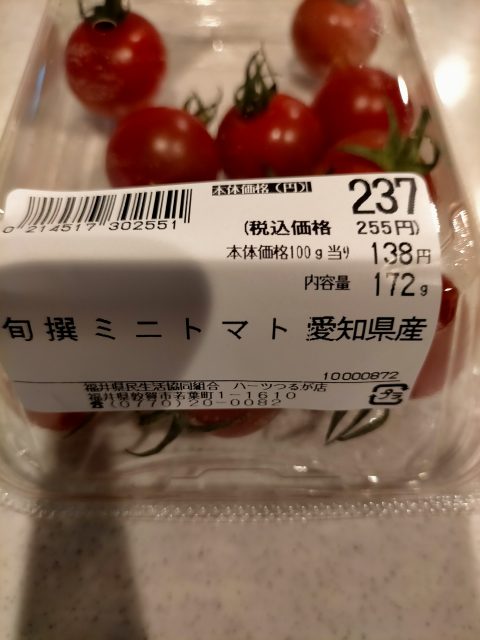 本体価格(円) 237
0 214517 302551
(税込価格 255円)
本体価格100g当り 138円
内容量 172g
旬撰ミニトマト 愛知県産
10000872
福井県民生活協同組合 ハーツつるが店
福井県敦賀市若葉町1-1610
☎(0770)20-0082
プラ